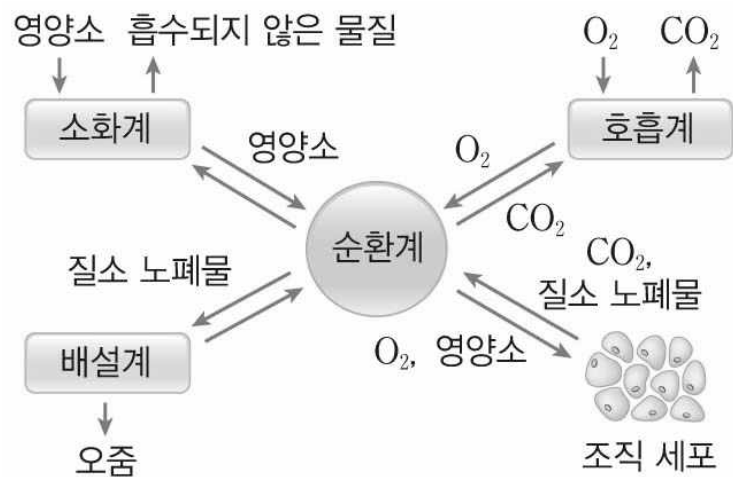 영양소 흡수되지 않은 물질
O₂ CO₂
소화계
호흡계
영양소
O₂
CO₂
순환계
질소 노폐물
CO₂,
질소 노폐물
배설계
O₂, 영양소
오줌
조직 세포